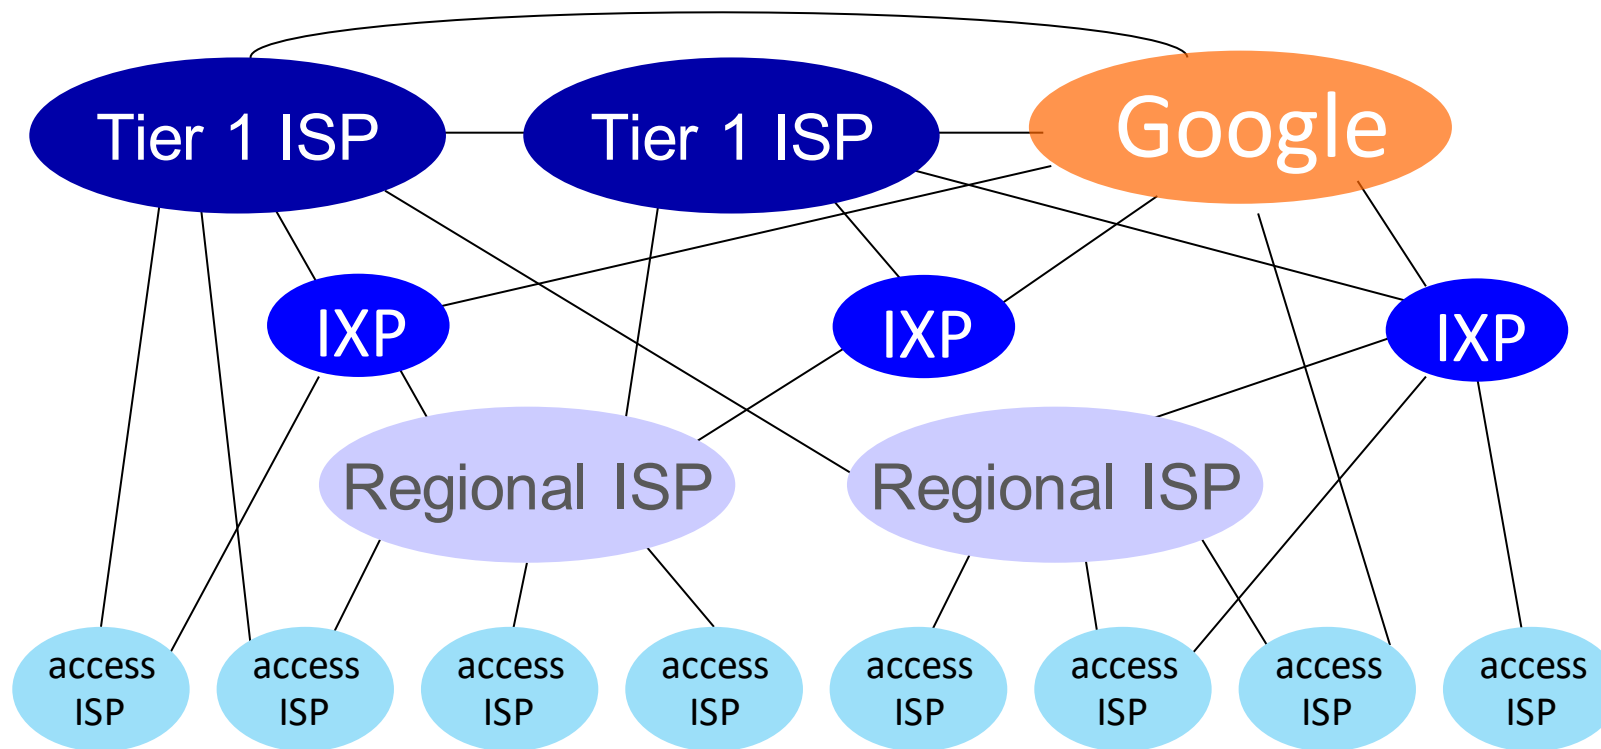 Tier 1 ISP
Tier 1 ISP
Google
IXP
IXP
IXP
Regional ISP
Regional ISP
access
ISP
access
ISP
access
ISP
access
ISP
access
ISP
access
ISP
access
ISP
access
ISP